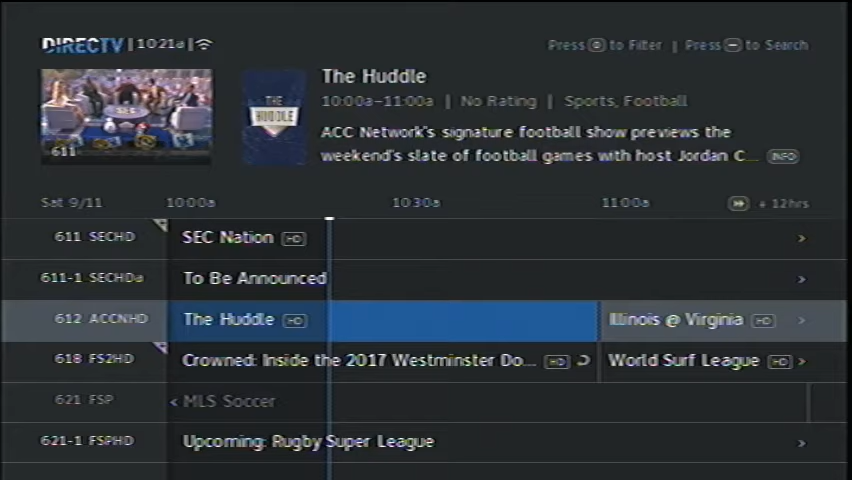 DIRECTV | 10:21a |
Press to Filter | Press to Search
611
SEC
THE HUDDLE
The Huddle
10:00a-11:00a | No Rating | Sports, Football
ACC Network's signature football show previews the
weekend's slate of football games with host Jordan C... INFO
Sat 9/11 10:00a 10:30a 11:00a + 12hrs
611 SECHD SEC Nation HD >
611-1 SECHDa To Be Announced >
612 ACCNHD The Huddle HD Illinois @ Virginia HD >
618 FS2HD Crowned: Inside the 2017 Westminster Do... HD World Surf League HD >
621 FSP < MLS Soccer
621-1 FSPHD Upcoming: Rugby Super League >